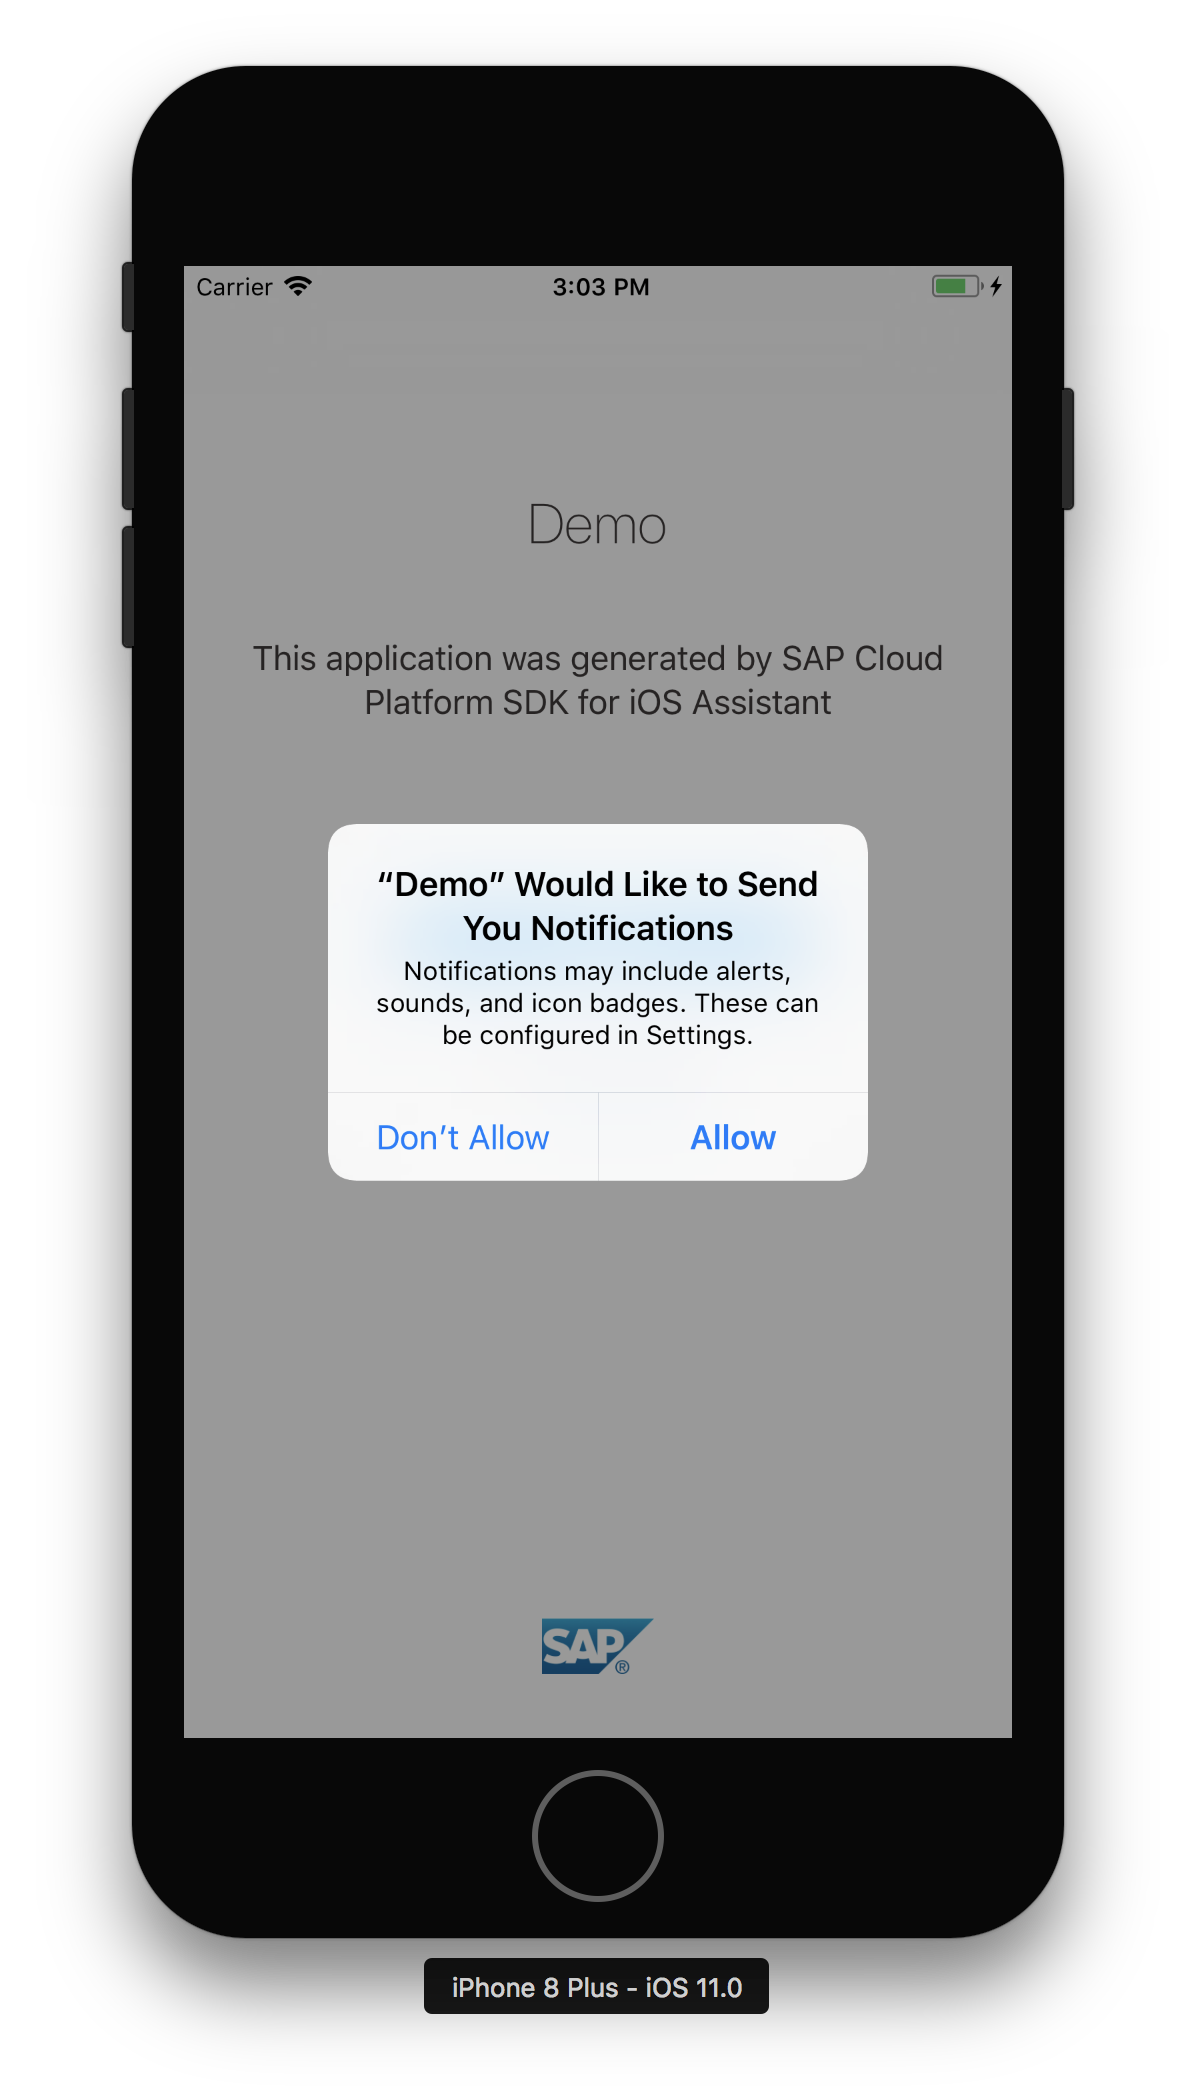 Carrier
3:03 PM
Demo
This application was generated by SAP Cloud
Platform SDK for iOS Assistant
“Demo” Would Like to Send
You Notifications
Notifications may include alerts,
sounds, and icon badges. These can
be configured in Settings.
Don’t Allow
Allow
SAP®
iPhone 8 Plus - iOS 11.0